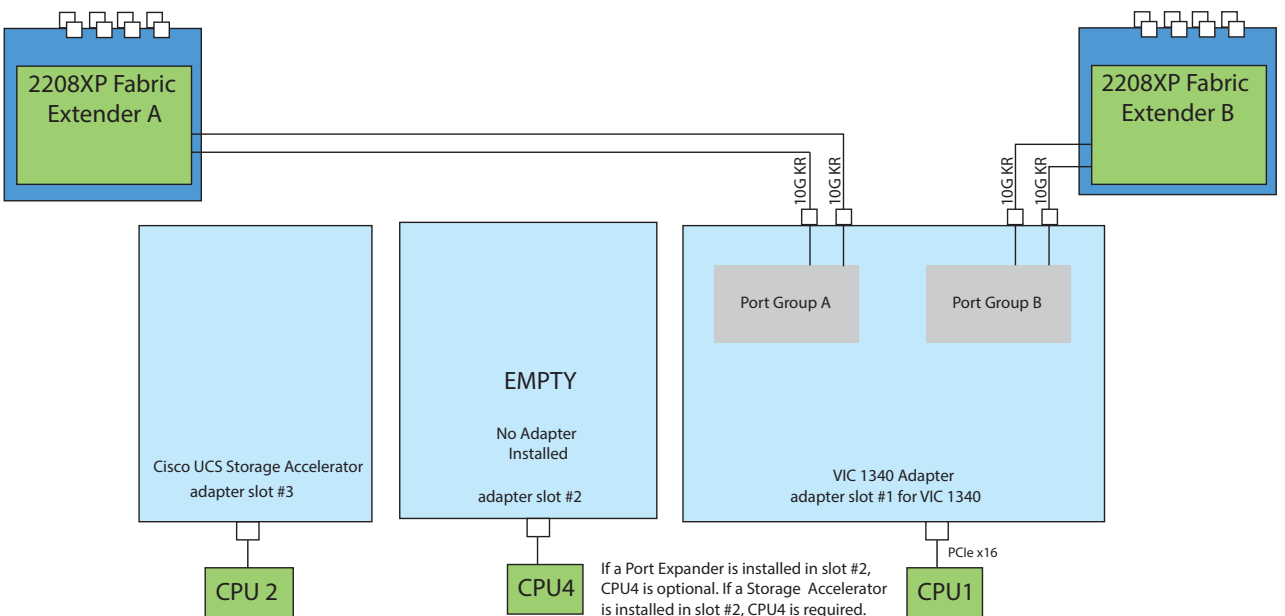 2208XP Fabric
Extender A
2208XP Fabric
Extender B
10G KR
10G KR
10G KR
10G KR
Port Group A
Port Group B
EMPTY
No Adapter
Installed
adapter slot #2
Cisco UCS Storage Accelerator
adapter slot #3
VIC 1340 Adapter
adapter slot #1 for VIC 1340
PCIe x16
CPU 2
CPU4
If a Port Expander is installed in slot #2,
CPU4 is optional. If a Storage Accelerator
is installed in slot #2, CPU4 is required.
CPU1